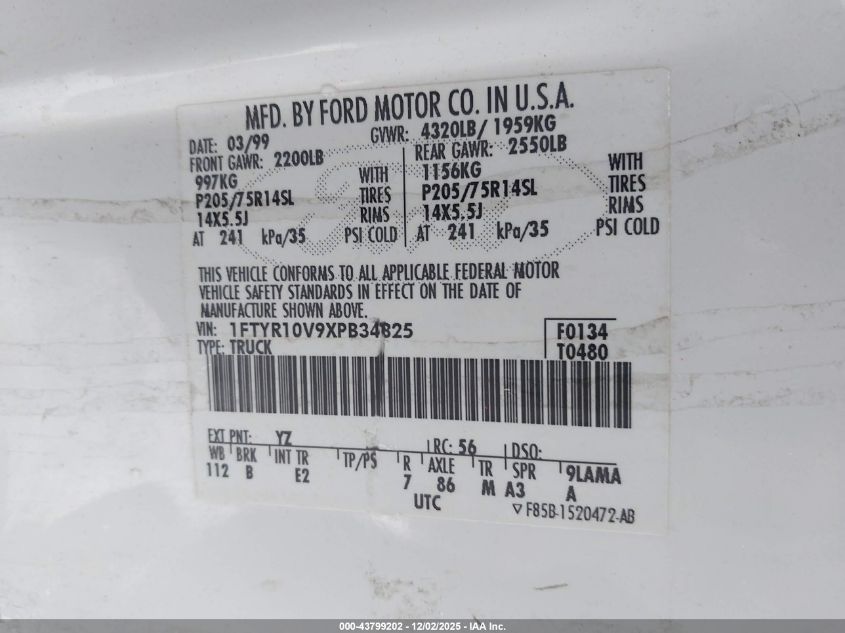 MFD. BY FORD MOTOR CO. IN U.S.A.
DATE: 03/99 GVWR: 4320LB/ 1959KG
FRONT GAWR: 2200LB REAR GAWR: 2550LB
997KG WITH 1156KG WITH
P205/75R14SL TIRES P205/75R14SL TIRES
14X5.5J RIMS 14X5.5J RIMS
AT 241 kPa/35 PSI COLD AT 241 kPa/35 PSI COLD
THIS VEHICLE CONFORMS TO ALL APPLICABLE FEDERAL MOTOR
VEHICLE SAFETY STANDARDS IN EFFECT ON THE DATE OF
MANUFACTURE SHOWN ABOVE.
VIN: 1FTYR10V9XPB34825 F0134
TYPE: TRUCK T0480
EXT PNT: YZ RC: 56 DSO:
WB BRK INT TR TP/PS R AXLE TR SPR 9LAMA
112 B E2 7 86 M A3 A
UTC ▽F85B-1520472-AB
000-43799202 - 12/02/2025 - IAA Inc.